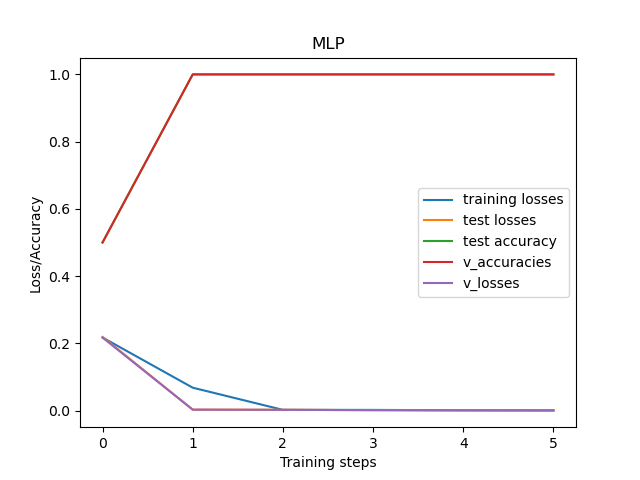 MLP
Loss/Accuracy
1.0
0.8
0.6
0.4
0.2
0.0
training losses
test losses
test accuracy
v_accuracies
v_losses
0 1 2 3 4 5
Training steps